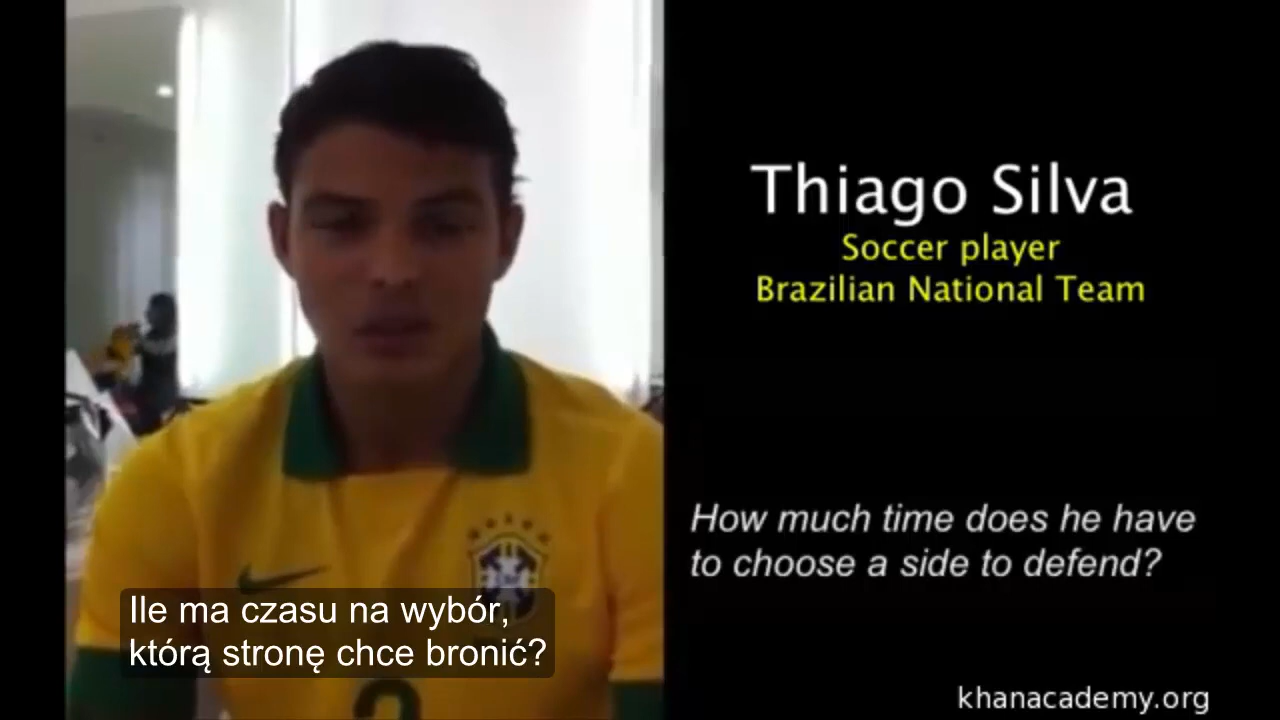 Thiago Silva
Soccer player
Brazilian National Team
How much time does he have
to choose a side to defend?
Ile ma czasu na wybór,
którą stronę chce bronić?
khanacademy.org